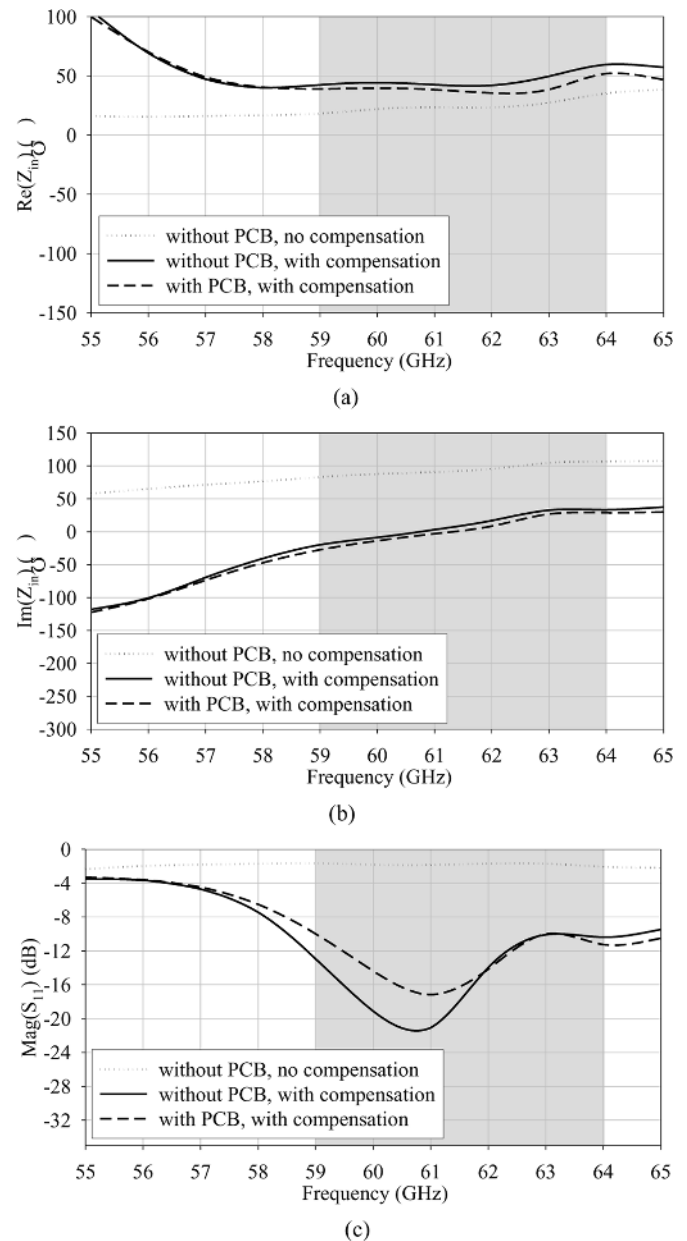 100
50
0
-50
-100
-150
Re(Z_in) (Ω)
without PCB, no compensation
without PCB, with compensation
with PCB, with compensation
55 56 57 58 59 60 61 62 63 64 65
Frequency (GHz)
(a)
150
100
50
0
-50
-100
-150
-200
-250
-300
Im(Z_in) (Ω)
without PCB, no compensation
without PCB, with compensation
with PCB, with compensation
55 56 57 58 59 60 61 62 63 64 65
Frequency (GHz)
(b)
0
-4
-8
-12
-16
-20
-24
-28
-32
Mag(S_11) (dB)
without PCB, no compensation
without PCB, with compensation
with PCB, with compensation
55 56 57 58 59 60 61 62 63 64 65
Frequency (GHz)
(c)